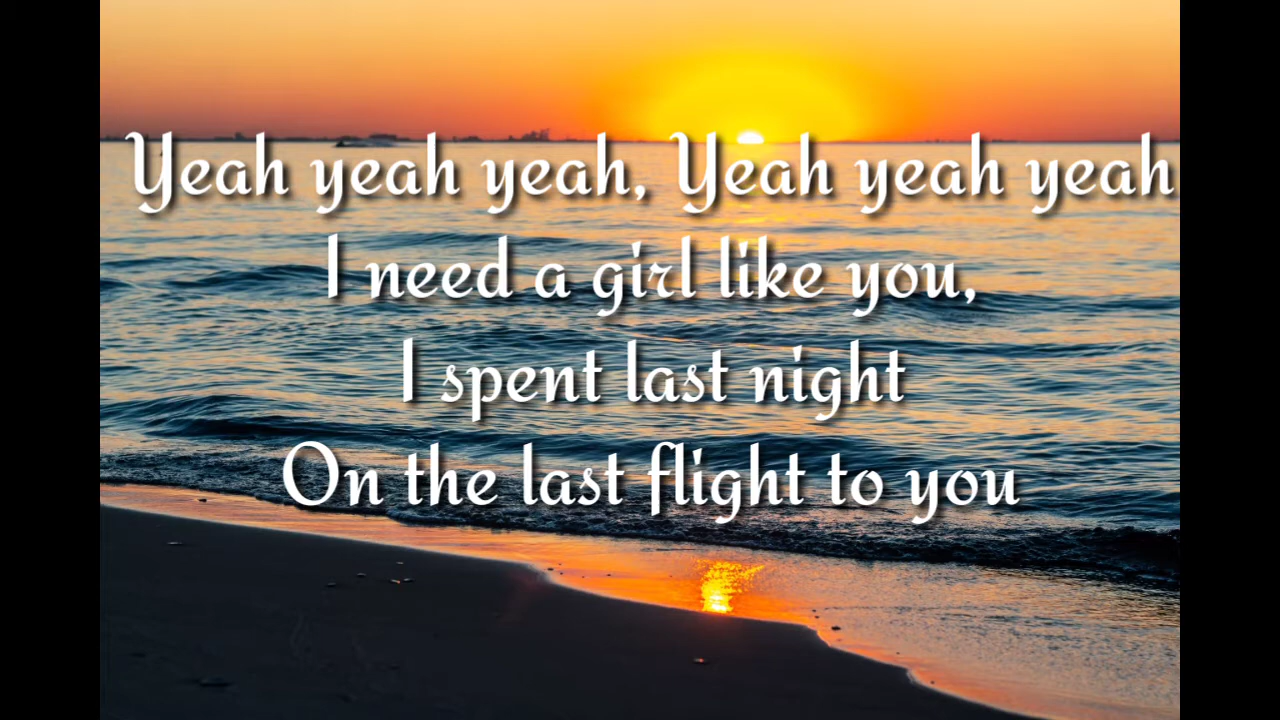 Yeah yeah yeah, Yeah yeah yeah
I need a girl like you,
I spent last night
On the last flight to you